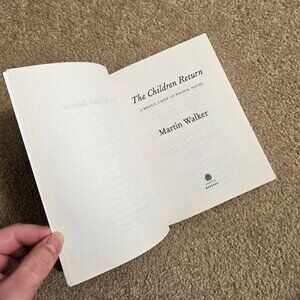 The Children Return
A BRUNO, CHIEF OF POLICE, NOVEL
Martin Walker